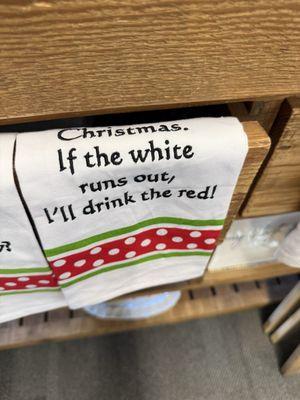 Christmas.
If the white
runs out,
I'll drink the red!